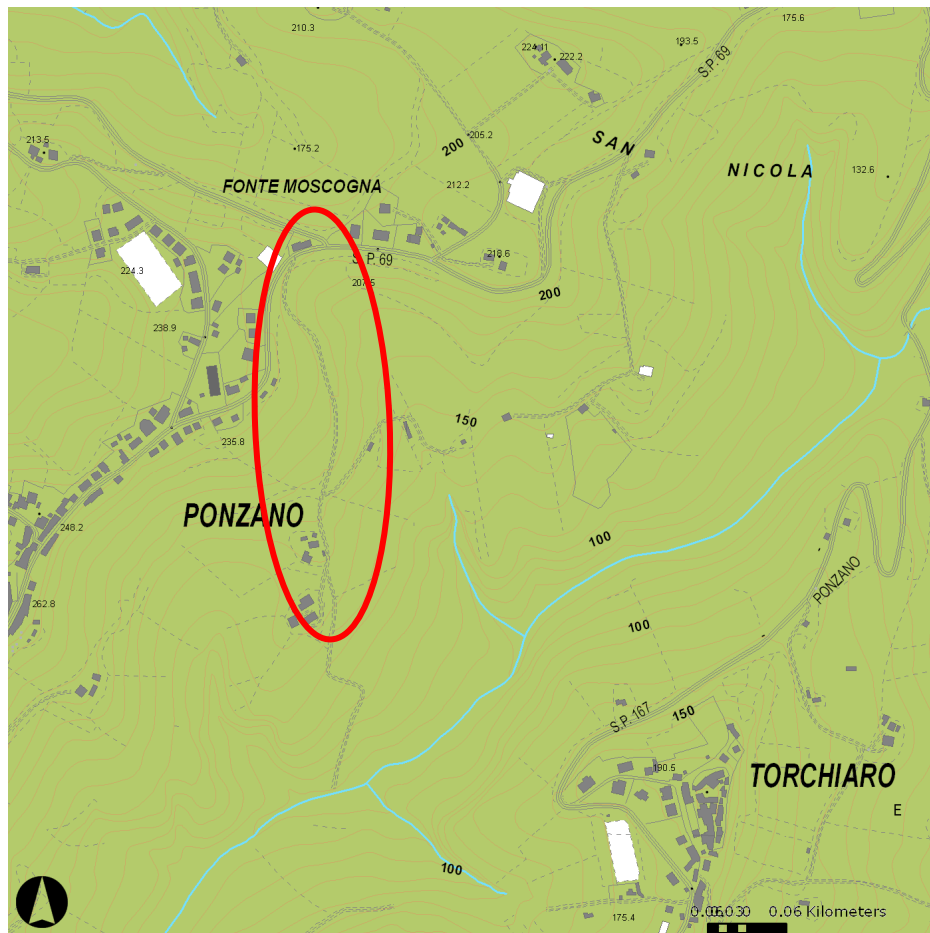 210.3
175.6
193.5
S.P. 69
222.2
205.2
213.5
200
SAN
175.2
NICOLA
132.6
FONTE MOSCOGNA
212.2
218.6
S. P. 69
224.3
200
238.9
150
235.8
PONZANO
248.2
100
PONZANO
262.8
100
S.P. 167
150
190.5
TORCHIARO
E
100
0.06 Kilometers
175.4